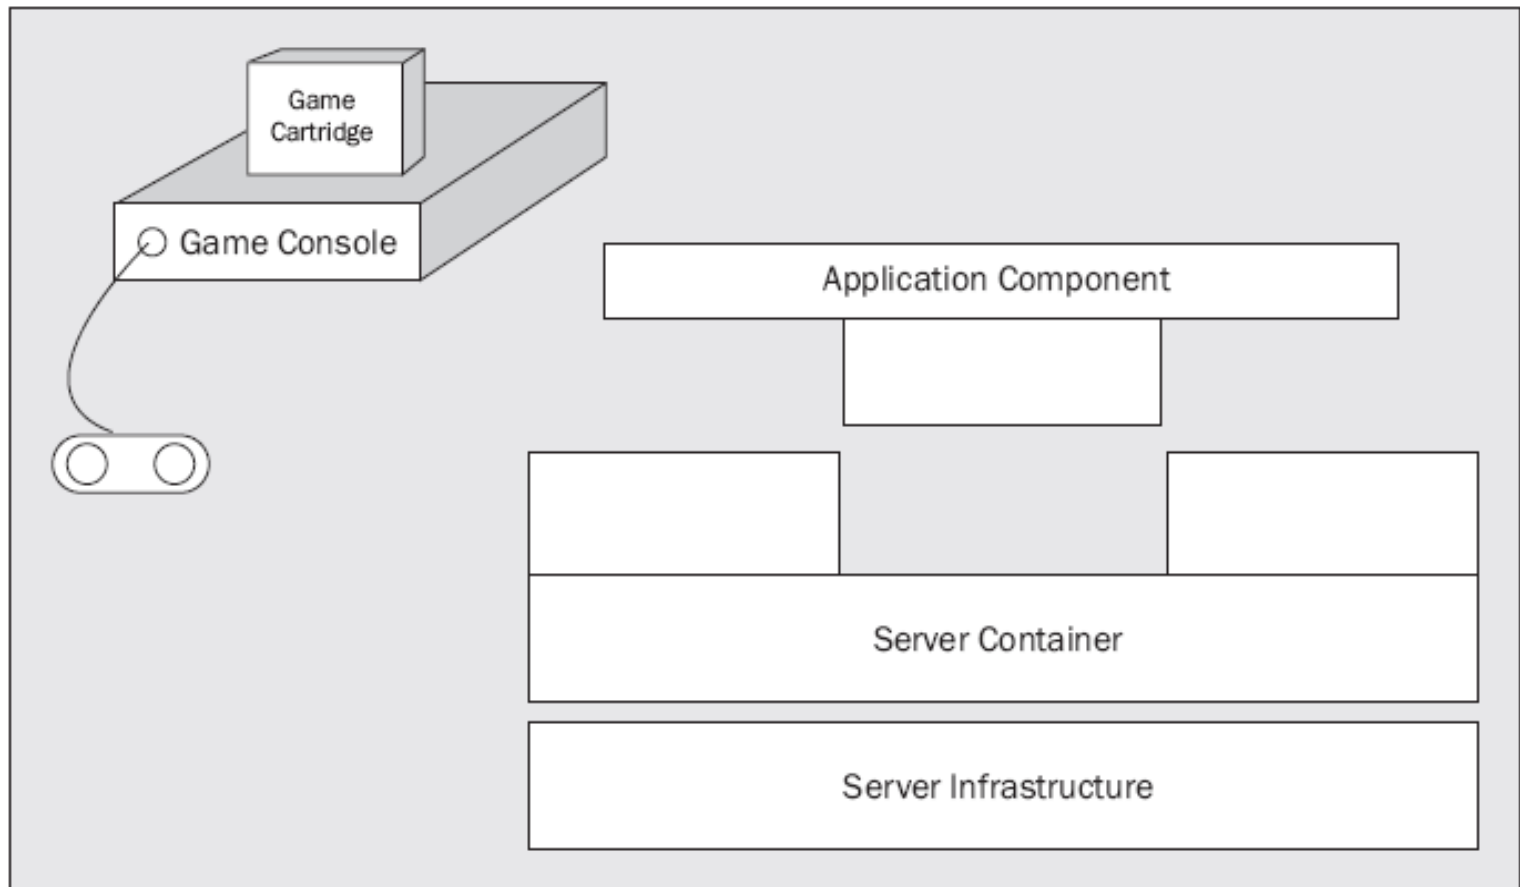 Game
Cartridge
Game Console
Application Component
Server Container
Server Infrastructure